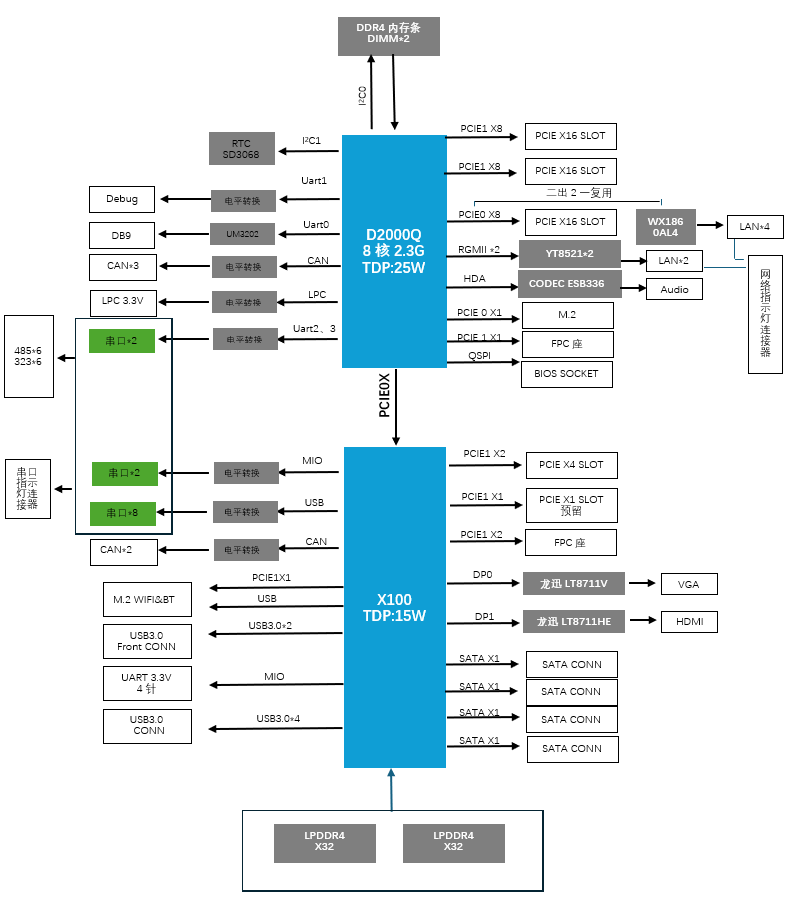 DDR4 内存条
DIMM*2
I²C0
RTC
SD3068
I²C1
Uart1
Debug
电平转换
DB9
UM3202
Uart0
CAN*3
电平转换
CAN
LPC 3.3V
电平转换
LPC
串口*2
电平转换
Uart2、3
485*6
323*6
D2000Q
8 核 2.3G
TDP:25W
PCIE1 X8
PCIE X16 SLOT
PCIE1 X8
PCIE X16 SLOT
二出 2 一复用
PCIE0 X8
PCIE X16 SLOT
WX186
0AL4
LAN*4
RGMII *2
YT8521*2
LAN*2
HDA
CODEC ESB336
Audio
网络指示灯连接器
PCIE 0 X1
M.2
PCIE 1 X1
FPC 座
QSPI
BIOS SOCKET
PCIE0X
串口
指示
灯连
接器
串口*2
电平转换
MIO
串口*8
电平转换
USB
CAN*2
电平转换
CAN
M.2 WIFI&BT
PCIE1X1
USB
USB3.0
Front CONN
USB3.0*2
UART 3.3V
4 针
MIO
USB3.0
CONN
USB3.0*4
X100
TDP:15W
PCIE1 X2
PCIE X4 SLOT
PCIE1 X1
PCIE X1 SLOT
预留
PCIE1 X2
FPC 座
DP0
龙迅 LT8711V
VGA
DP1
龙迅 LT8711HE
HDMI
SATA X1
SATA CONN
SATA X1
SATA CONN
SATA X1
SATA CONN
SATA X1
SATA CONN
LPDDR4
X32
LPDDR4
X32